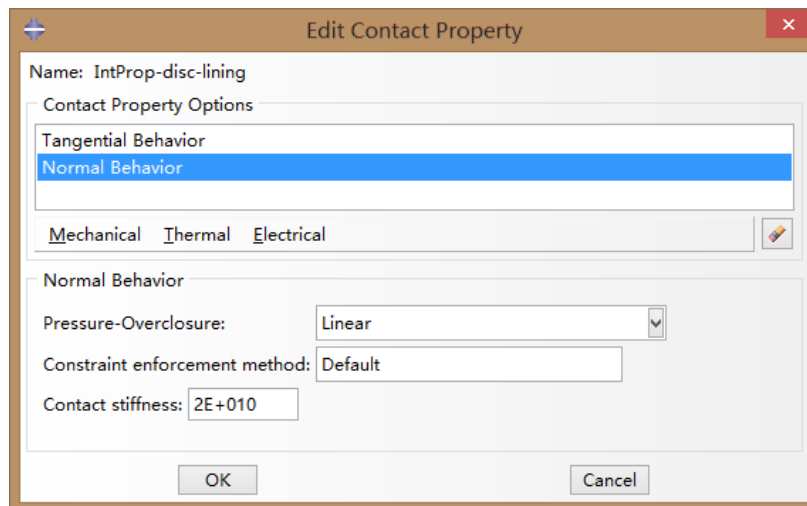 Edit Contact Property
Name: IntProp-disc-lining
Contact Property Options
Tangential Behavior
Normal Behavior
Mechanical Thermal Electrical
Normal Behavior
Pressure-Overclosure: Linear
Constraint enforcement method: Default
Contact stiffness: 2E+010
OK Cancel